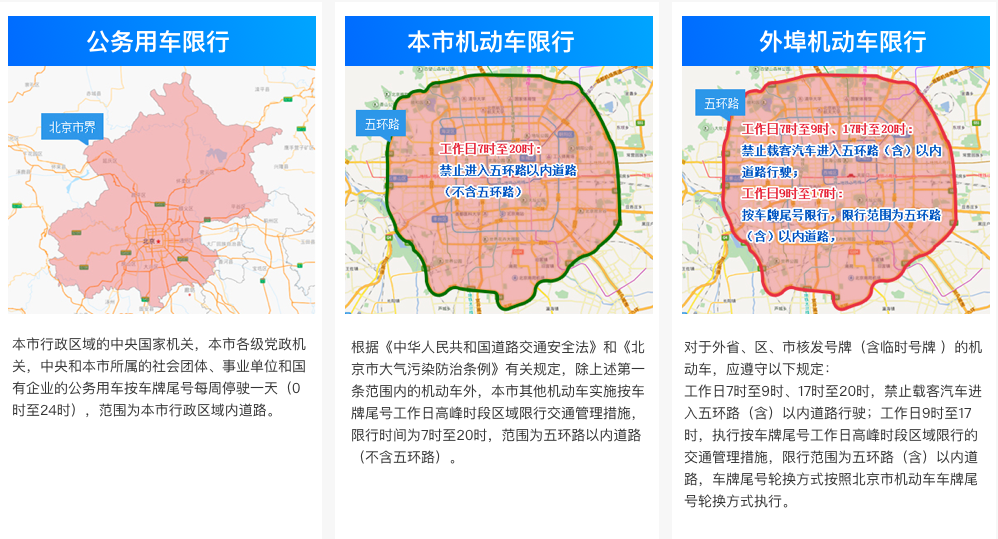 公务用车限行
北京市界
北京
本市行政区域的中央国家机关，本市各级党政机
关，中央和本市所属的社会团体、事业单位和国
有企业的公务用车按车牌尾号每周停驶一天（0
时至24时），范围为本市行政区域内道路。
本市机动车限行
五环路
工作日7时至20时：
禁止进入五环路以内道路
（不含五环路）
根据《中华人民共和国道路交通安全法》和《北
京市大气污染防治条例》有关规定，除上述第一
条范围内的机动车外，本市其他机动车实施按车
牌尾号工作日高峰时段区域限行交通管理措施，
限行时间为7时至20时，范围为五环路以内道路
（不含五环路）。
外埠机动车限行
五环路
工作日7时至9时、17时至20时：
禁止载客汽车进入五环路（含）以内
道路行驶；
工作日9时至17时：
按车牌尾号限行，限行范围为五环路
（含）以内道路，
对于外省、区、市核发号牌（含临时号牌 ）的机
动车，应遵守以下规定：
工作日7时至9时、17时至20时，禁止载客汽车进
入五环路（含）以内道路行驶；工作日9时至17
时，执行按车牌尾号工作日高峰时段区域限行的
交通管理措施，限行范围为五环路（含）以内道
路，车牌尾号轮换方式按照北京市机动车车牌尾
号轮换方式执行。